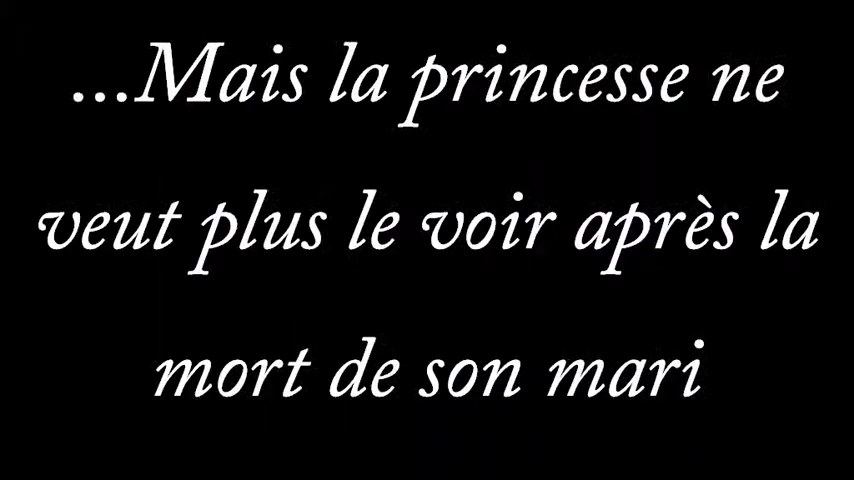 ...Mais la princesse ne
veut plus le voir après la
mort de son mari